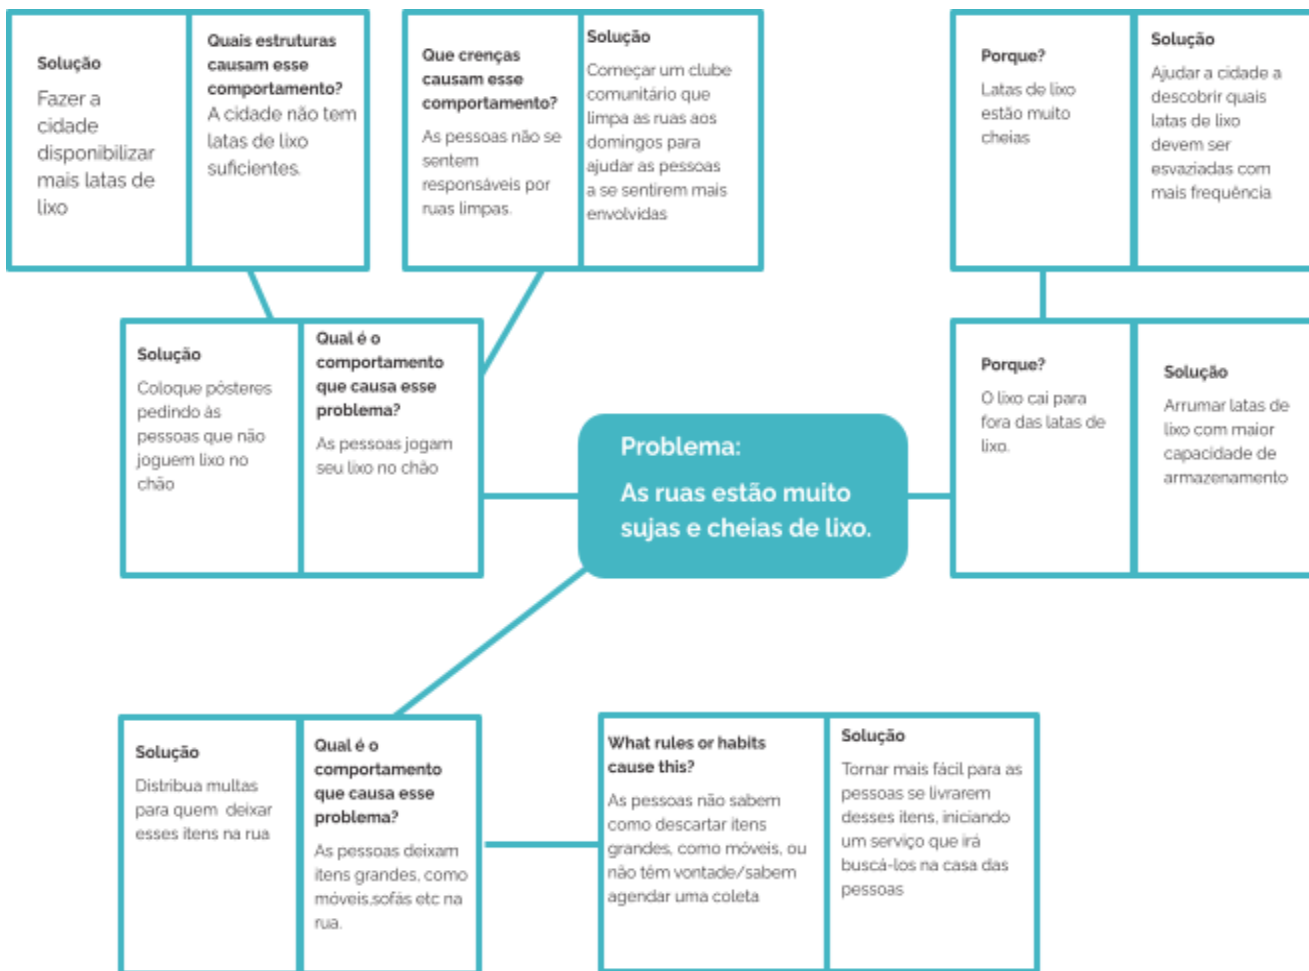 Solução
Fazer a
cidade
disponibilizar
mais latas de
lixo
Quais estruturas
causam esse
comportamento?
A cidade não tem
latas de lixo
suficientes.
Que crenças
causam esse
comportamento?
As pessoas não se
sentem
responsáveis por
ruas limpas.
Solução
Começar um clube
comunitário que
limpa as ruas aos
domingos para
ajudar as pessoas
a se sentirem mais
envolvidas
Porque?
Latas de lixo
estão muito
cheias
Solução
Ajudar a cidade a
descobrir quais
latas de lixo
devem ser
esvaziadas com
mais frequência
Solução
Coloque pôsteres
pedindo às
pessoas que não
joguem lixo no
chão
Qual é o
comportamento
que causa esse
problema?
As pessoas jogam
seu lixo no chão
Problema:
As ruas estão muito
sujas e cheias de lixo.
Porque?
O lixo cai para
fora das latas de
lixo.
Solução
Arrumar latas de
lixo com maior
capacidade de
armazenamento
Solução
Distribua multas
para quem deixar
esses itens na rua
Qual é o
comportamento
que causa esse
problema?
As pessoas deixam
itens grandes, como
móveis,sofás etc na
rua.
What rules or habits
cause this?
As pessoas não sabem
como descartar itens
grandes, como móveis, ou
não têm vontade/sabem
agendar uma coleta
Solução
Tornar mais fácil para as
pessoas se livrarem
desses itens, iniciando
um serviço que irá
buscá-los na casa das
pessoas